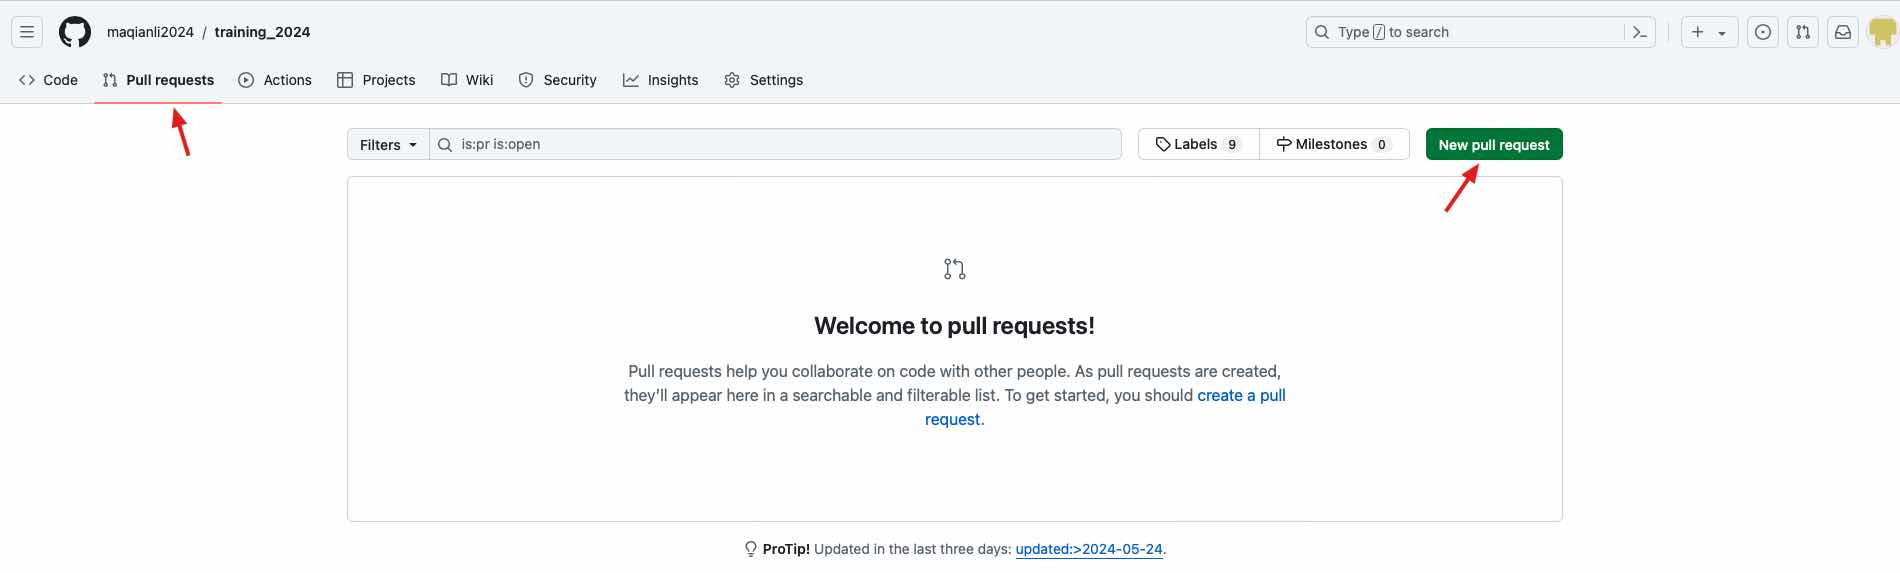 maqianli2024 / training_2024
Type / to search
Code Pull requests Actions Projects Wiki Security Insights Settings
Filters is:pr is:open Labels 9 Milestones 0 New pull request
Welcome to pull requests!
Pull requests help you collaborate on code with other people. As pull requests are created,
they'll appear here in a searchable and filterable list. To get started, you should create a pull
request.
ProTip! Updated in the last three days: updated:>2024-05-24.